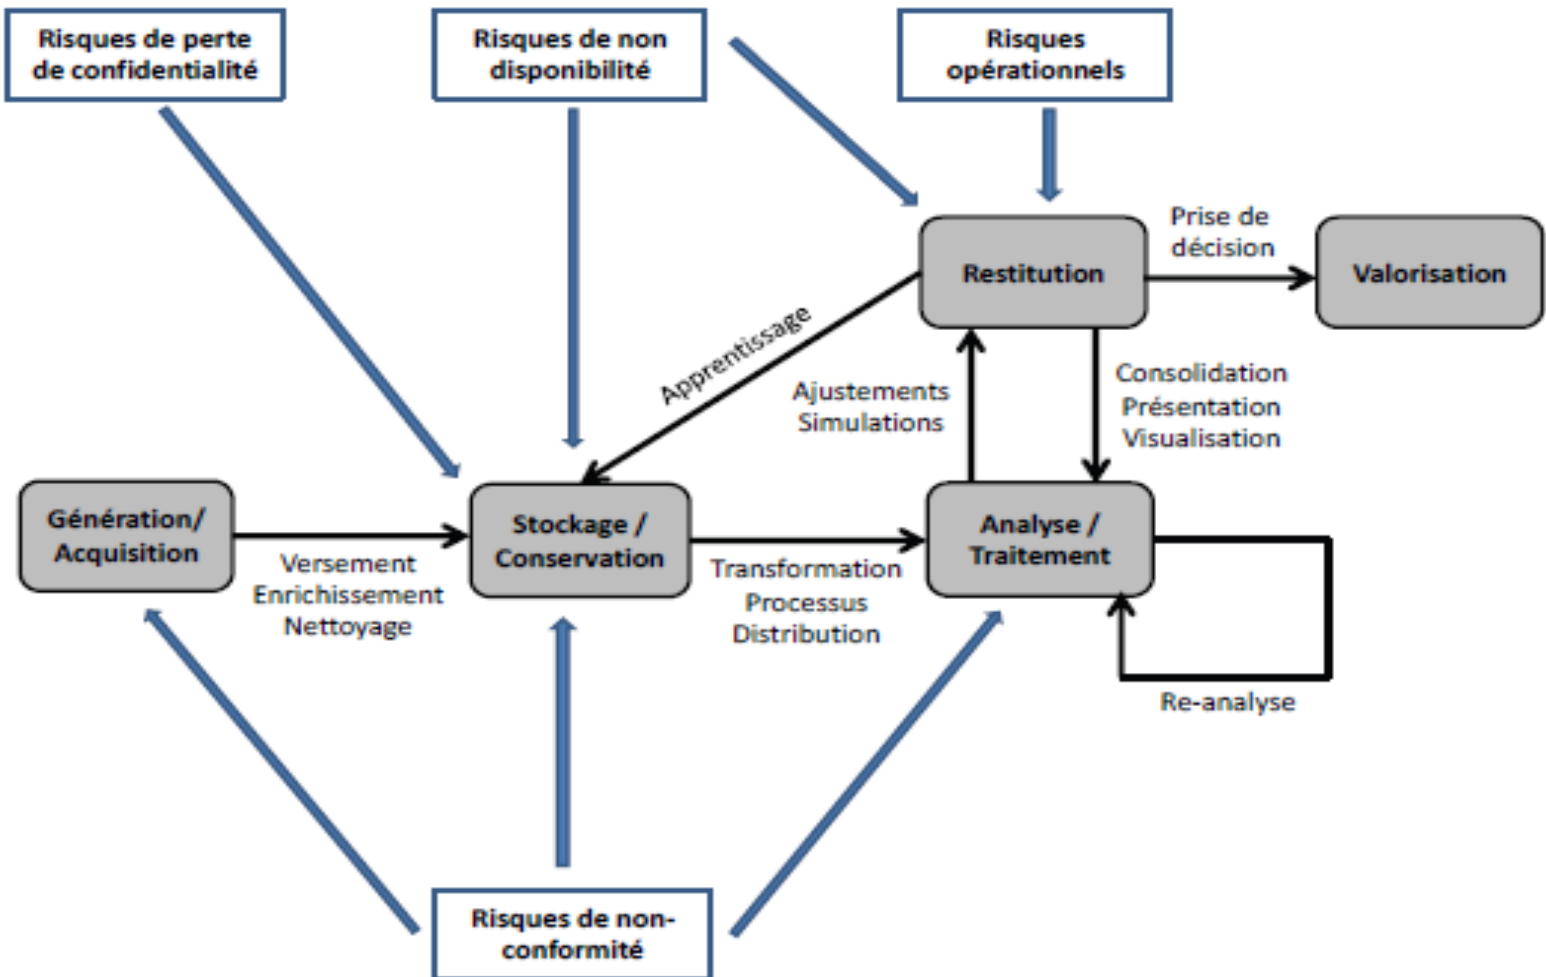 Risques de perte
de confidentialité
Risques de non
disponibilité
Risques
opérationnels
Prise de
décision
Restitution
Valorisation
Apprentissage
Ajustements
Simulations
Consolidation
Présentation
Visualisation
Génération/
Acquisition
Versement
Enrichissement
Nettoyage
Stockage /
Conservation
Transformation
Processus
Distribution
Analyse /
Traitement
Re-analyse
Risques de non-
conformité